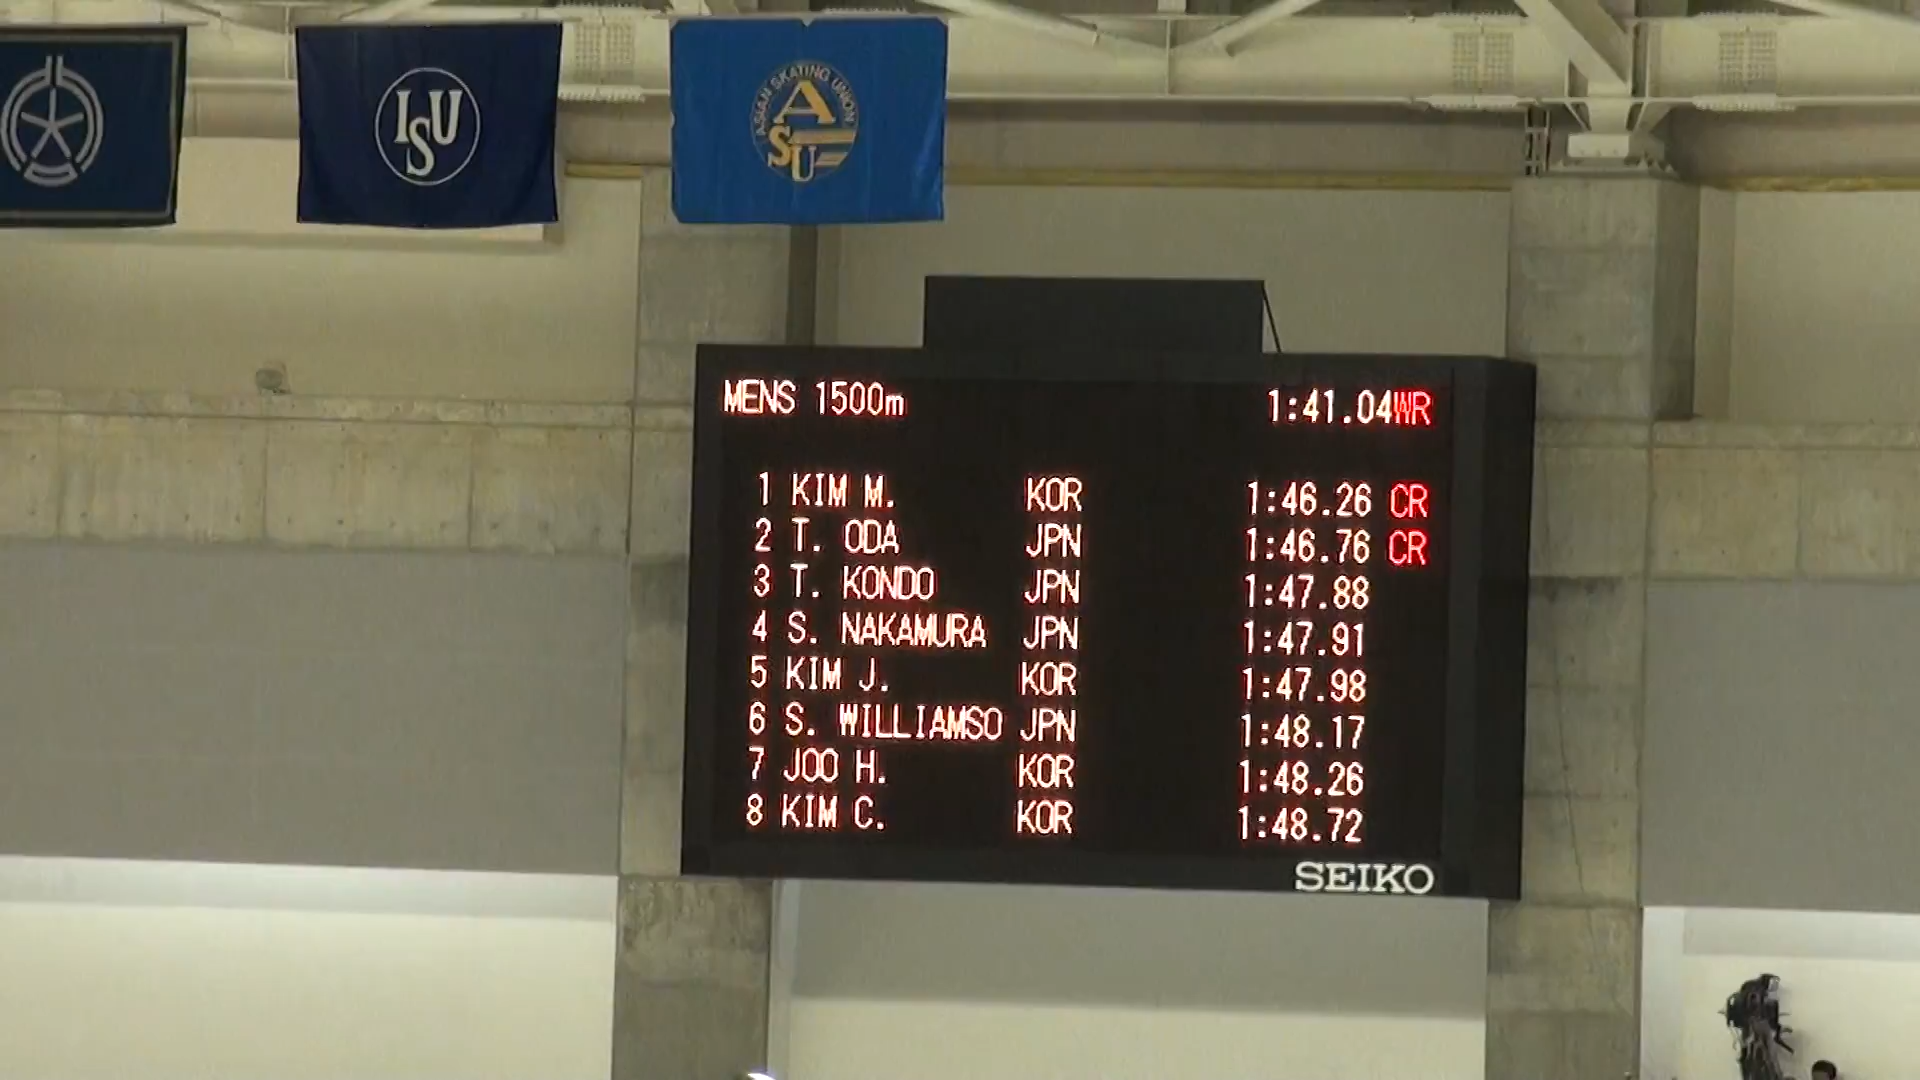 ISU
ASIAN SKATING UNION
ASU
MENS 1500m 1:41.04WR
1 KIM M. KOR 1:46.26 CR
2 T. ODA JPN 1:46.76 CR
3 T. KONDO JPN 1:47.88
4 S. NAKAMURA JPN 1:47.91
5 KIM J. KOR 1:47.98
6 S. WILLIAMSO JPN 1:48.17
7 JOO H. KOR 1:48.26
8 KIM C. KOR 1:48.72
SEIKO